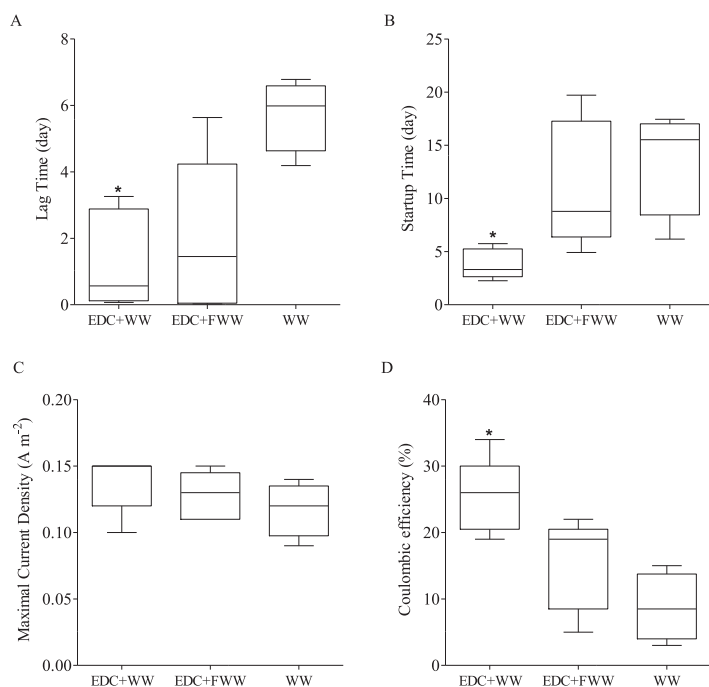 A
Lag Time (day)
8
6
4
2
0
*
EDC+WW EDC+FWW WW
B
Startup Time (day)
25
20
15
10
5
0
*
EDC+WW EDC+FWW WW
C
Maximal Current Density (A m-2)
0.20
0.15
0.10
0.05
0.00
EDC+WW EDC+FWW WW
D
Coulombic efficiency (%)
40
30
20
10
0
*
EDC+WW EDC+FWW WW